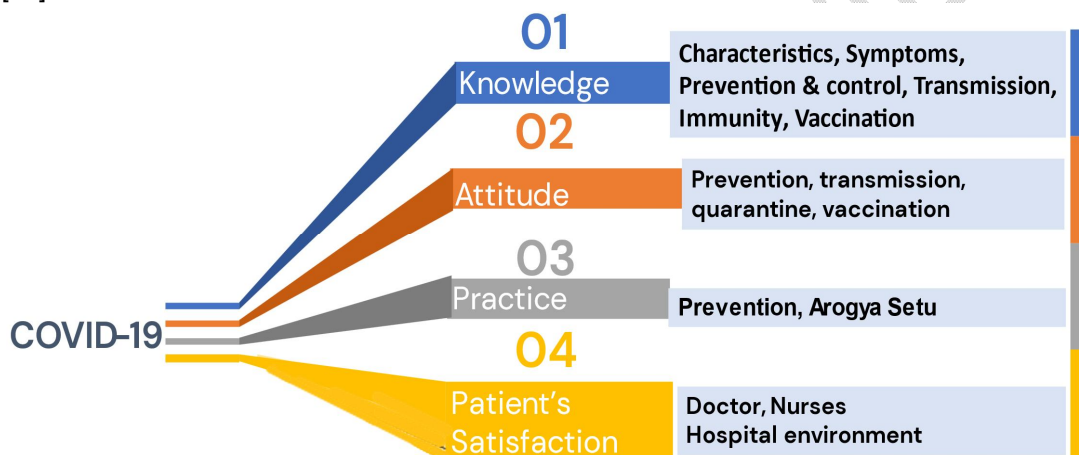 COVID-19
01
Knowledge
Characteristics, Symptoms,
Prevention & control, Transmission,
Immunity, Vaccination
02
Attitude
Prevention, transmission,
quarantine, vaccination
03
Practice
Prevention, Arogya Setu
04
Patient's
Satisfaction
Doctor, Nurses
Hospital environment